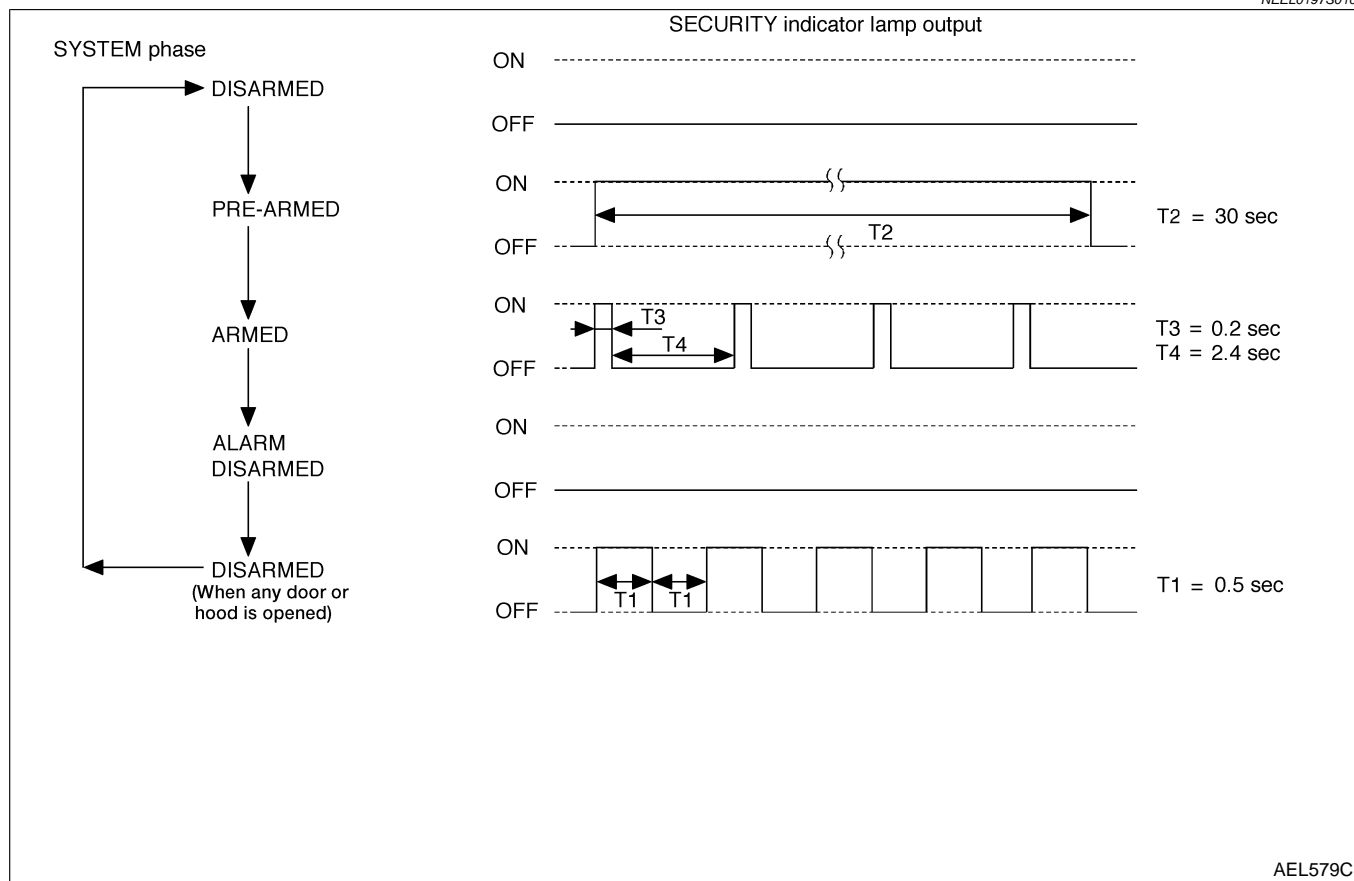 SECURITY indicator lamp output
SYSTEM phase
DISARMED
PRE-ARMED
ARMED
ALARM
DISARMED
DISARMED
(When any door or
hood is opened)
ON
OFF
ON
T2
OFF
T2 = 30 sec
ON
T3
T4
OFF
T3 = 0.2 sec
T4 = 2.4 sec
ON
OFF
ON
T1 T1
OFF
T1 = 0.5 sec
AEL579C